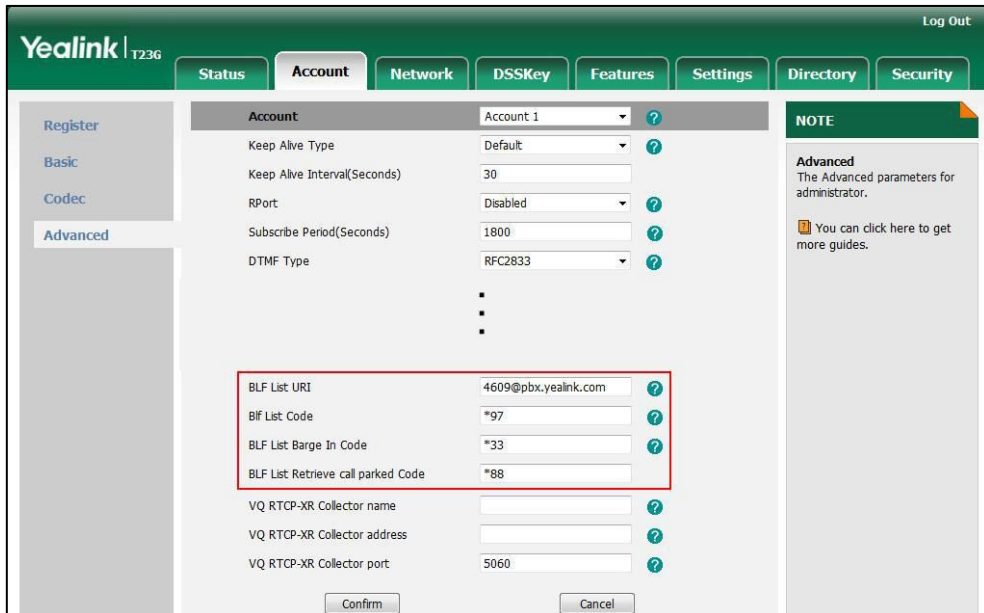 Log Out
Yealink T23G
Status Account Network DSSKey Features Settings Directory Security
Register
Basic
Codec
Advanced
Account Account 1 ?
Keep Alive Type Default ?
Keep Alive Interval(Seconds) 30
RPort Disabled ?
Subscribe Period(Seconds) 1800 ?
DTMF Type RFC2833 ?
BLF List URI 4609@pbx.yealink.com ?
Blf List Code *97 ?
BLF List Barge In Code *33 ?
BLF List Retrieve call parked Code *88
VQ RTCP-XR Collector name ?
VQ RTCP-XR Collector address ?
VQ RTCP-XR Collector port 5060 ?
Confirm Cancel
NOTE
Advanced
The Advanced parameters for
administrator.
? You can click here to get
more guides.